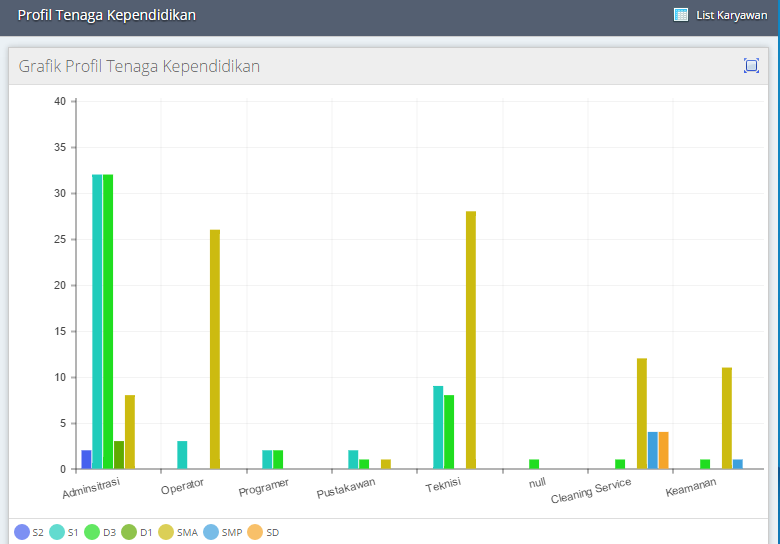 Profil Tenaga Kependidikan
List Karyawan
Grafik Profil Tenaga Kependidikan
40
35
30
25
20
15
10
5
0
Adminsitrasi
Operator
Programer
Pustakawan
Teknisi
null
Cleaning Service
Keamanan
S2 S1 D3 D1 SMA SMP SD